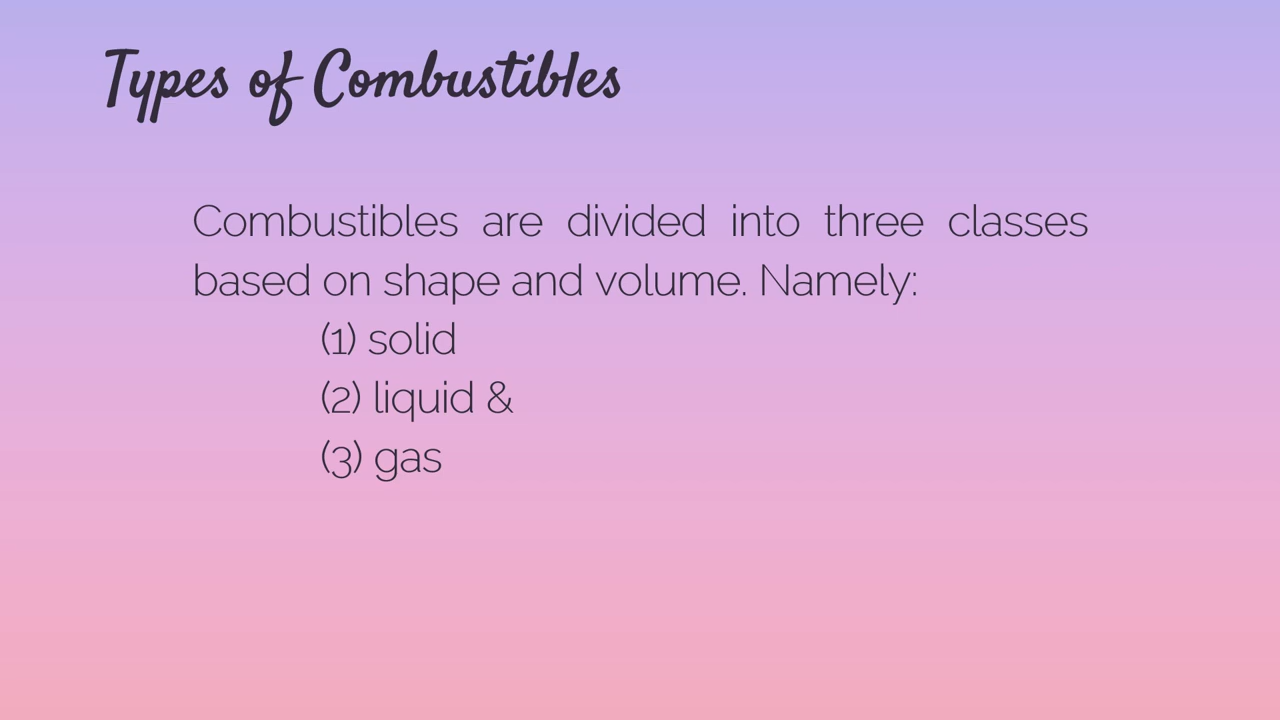 Types of Combustibles
Combustibles are divided into three classes
based on shape and volume. Namely:
(1) solid
(2) liquid &
(3) gas